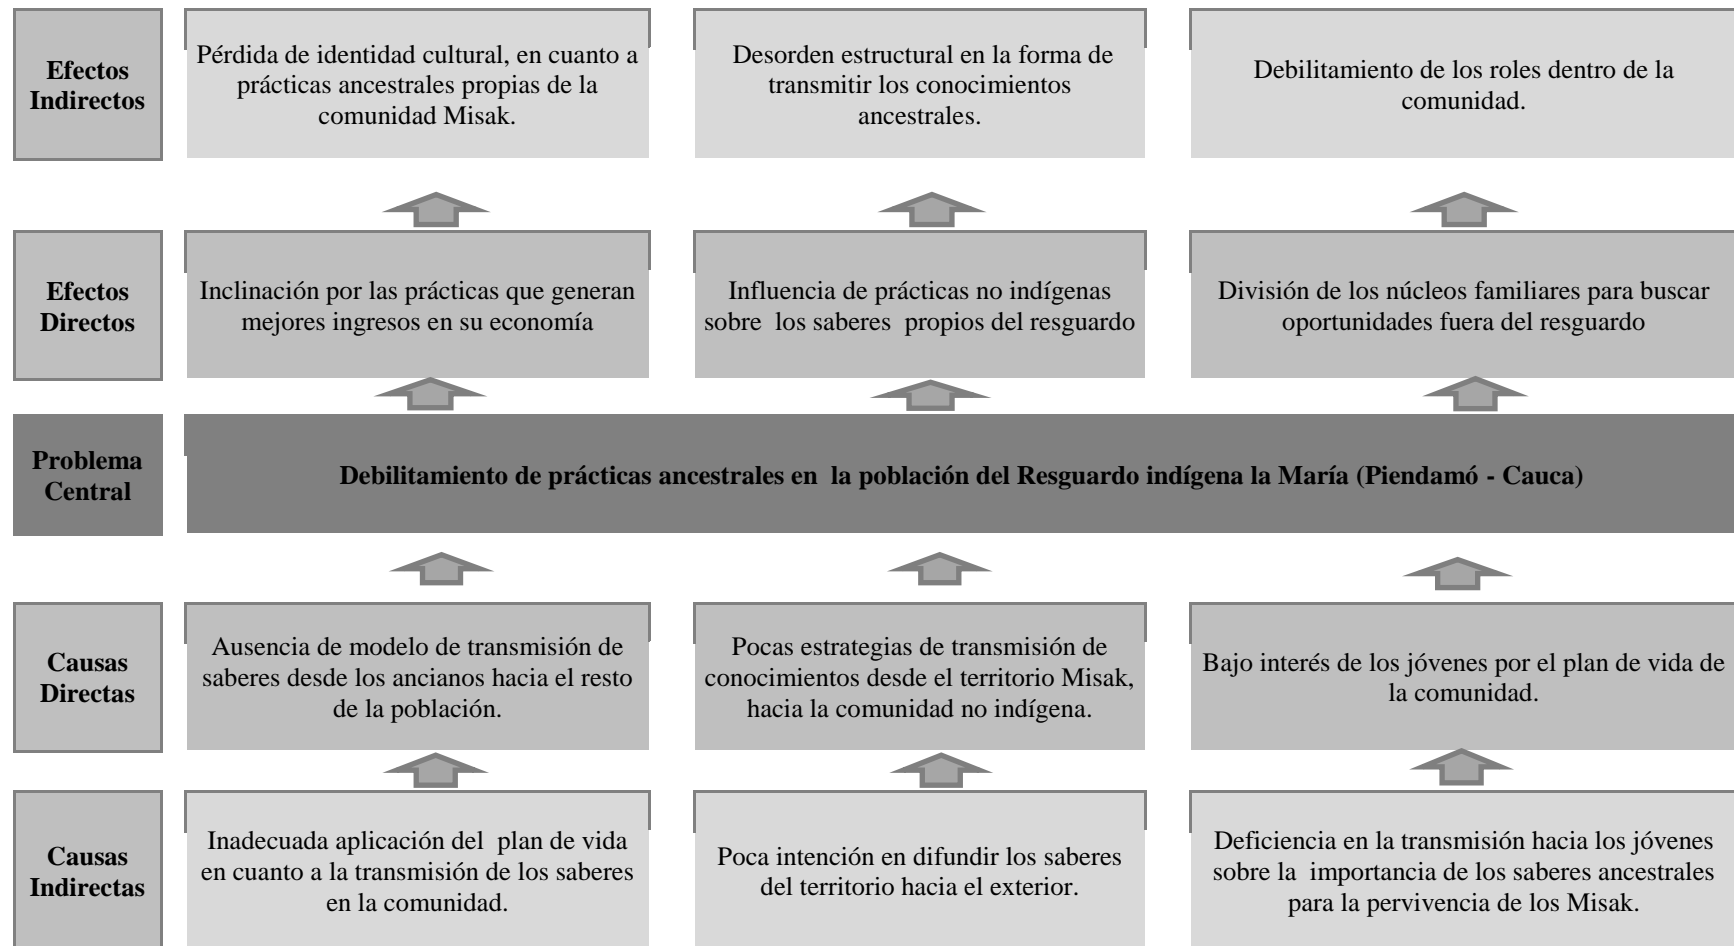 Efectos
Indirectos
Pérdida de identidad cultural, en cuanto a
prácticas ancestrales propias de la
comunidad Misak.
Desorden estructural en la forma de
transmitir los conocimientos
ancestrales.
Debilitamiento de los roles dentro de la
comunidad.
Efectos
Directos
Inclinación por las prácticas que generan
mejores ingresos en su economía
Influencia de prácticas no indígenas
sobre los saberes propios del resguardo
División de los núcleos familiares para buscar
oportunidades fuera del resguardo
Problema
Central
Debilitamiento de prácticas ancestrales en la población del Resguardo indígena la María (Piendamó - Cauca)
Causas
Directas
Ausencia de modelo de transmisión de
saberes desde los ancianos hacia el resto
de la población.
Pocas estrategias de transmisión de
conocimientos desde el territorio Misak,
hacia la comunidad no indígena.
Bajo interés de los jóvenes por el plan de vida de
la comunidad.
Causas
Indirectas
Inadecuada aplicación del plan de vida
en cuanto a la transmisión de los saberes
en la comunidad.
Poca intención en difundir los saberes
del territorio hacia el exterior.
Deficiencia en la transmisión hacia los jóvenes
sobre la importancia de los saberes ancestrales
para la pervivencia de los Misak.